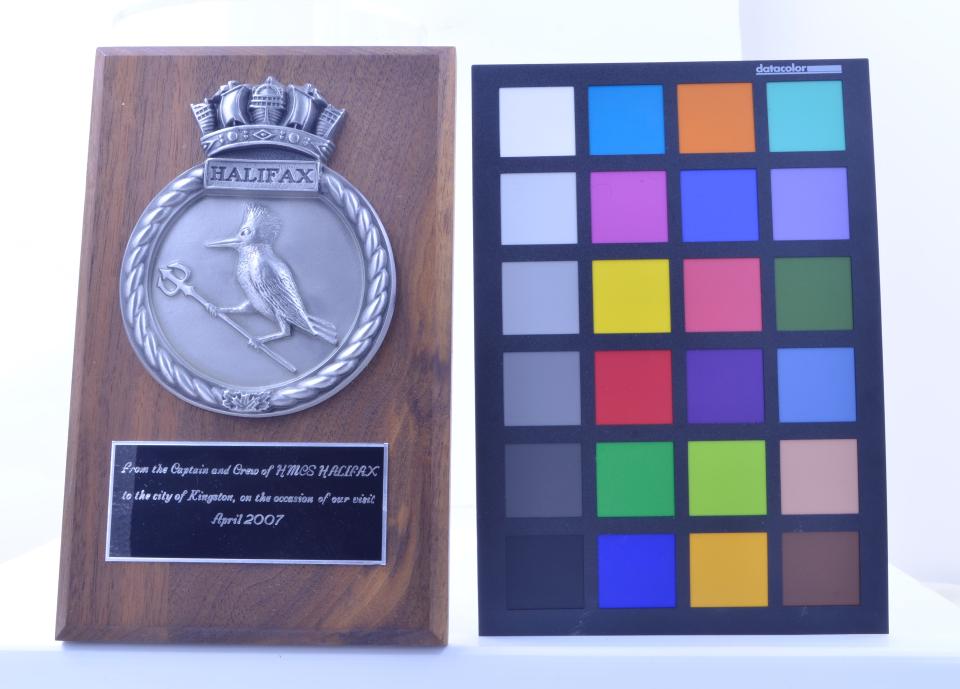 HALIFAX
From the Captain and Crew of HMCS HALIFAX
to the city of Kingston, on the occasion of our visit
April 2007
datacolor